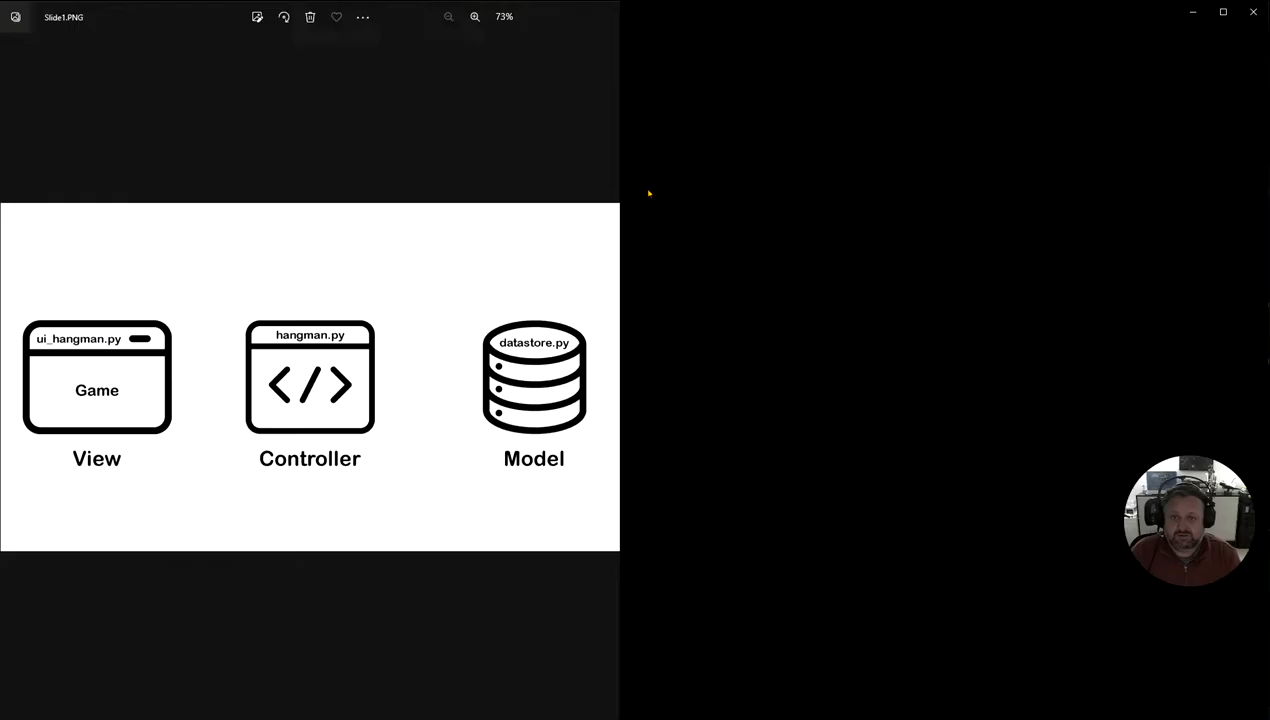 Slide1.PNG
73%
ui_hangman.py
Game
View
hangman.py
Controller
datastore.py
Model